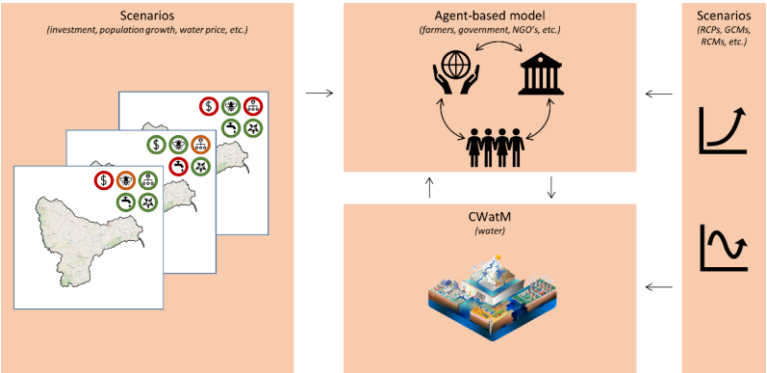 Scenarios
(investment, population growth, water price, etc.)
Agent-based model
(farmers, government, NGO's, etc.)
Scenarios
(RCPs, GCMs,
RCMs, etc.)
CWatM
(water)
$
$
$